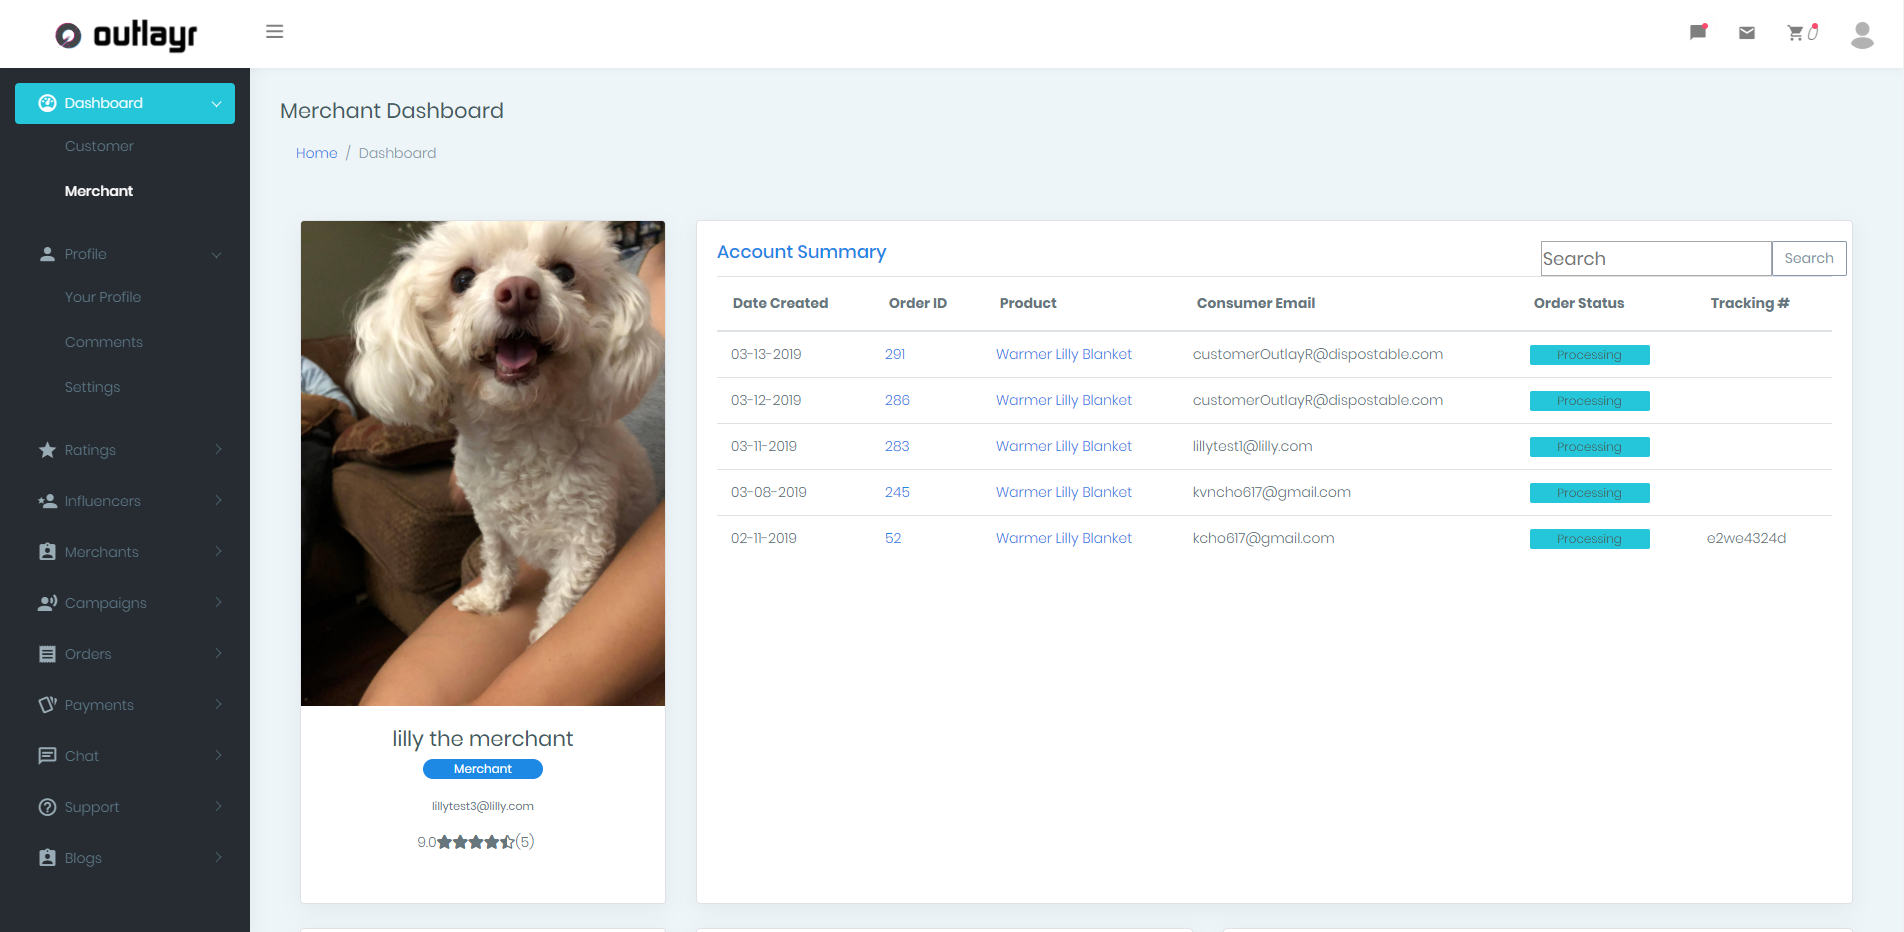 outlayr
Dashboard
Customer
Merchant
Profile
Your Profile
Comments
Settings
Ratings
Influencers
Merchants
Campaigns
Orders
Payments
Chat
Support
Blogs
Merchant Dashboard
Home / Dashboard
lilly the merchant
Merchant
lillytest3@lilly.com
9.0 (5)
Account Summary
Search Search
Date Created Order ID Product Consumer Email Order Status Tracking #
03-13-2019 291 Warmer Lilly Blanket customerOutlayR@dispostable.com Processing
03-12-2019 286 Warmer Lilly Blanket customerOutlayR@dispostable.com Processing
03-11-2019 283 Warmer Lilly Blanket lillytest1@lilly.com Processing
03-08-2019 245 Warmer Lilly Blanket kvncho617@gmail.com Processing
02-11-2019 52 Warmer Lilly Blanket kcho617@gmail.com Processing e2we4324d